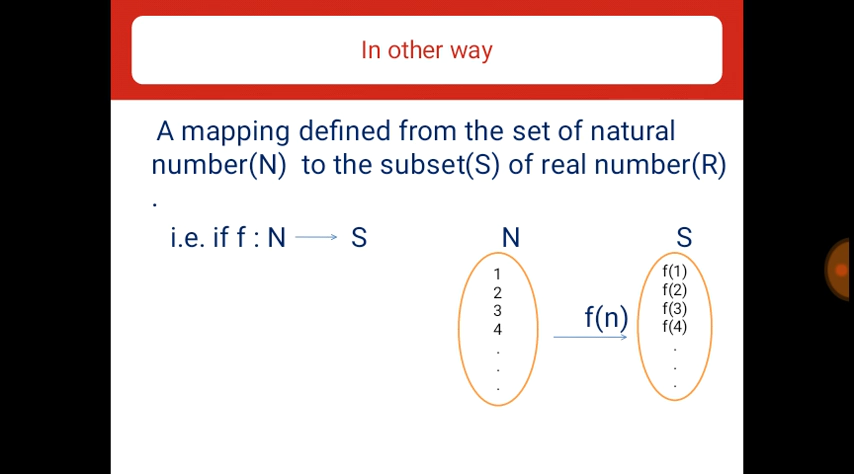 In other way
A mapping defined from the set of natural
number(N) to the subset(S) of real number(R)
.
i.e. if f : N ⟶ S
N
S
1
2
3
4
.
.
.
f(n)
f(1)
f(2)
f(3)
f(4)
.
.
.